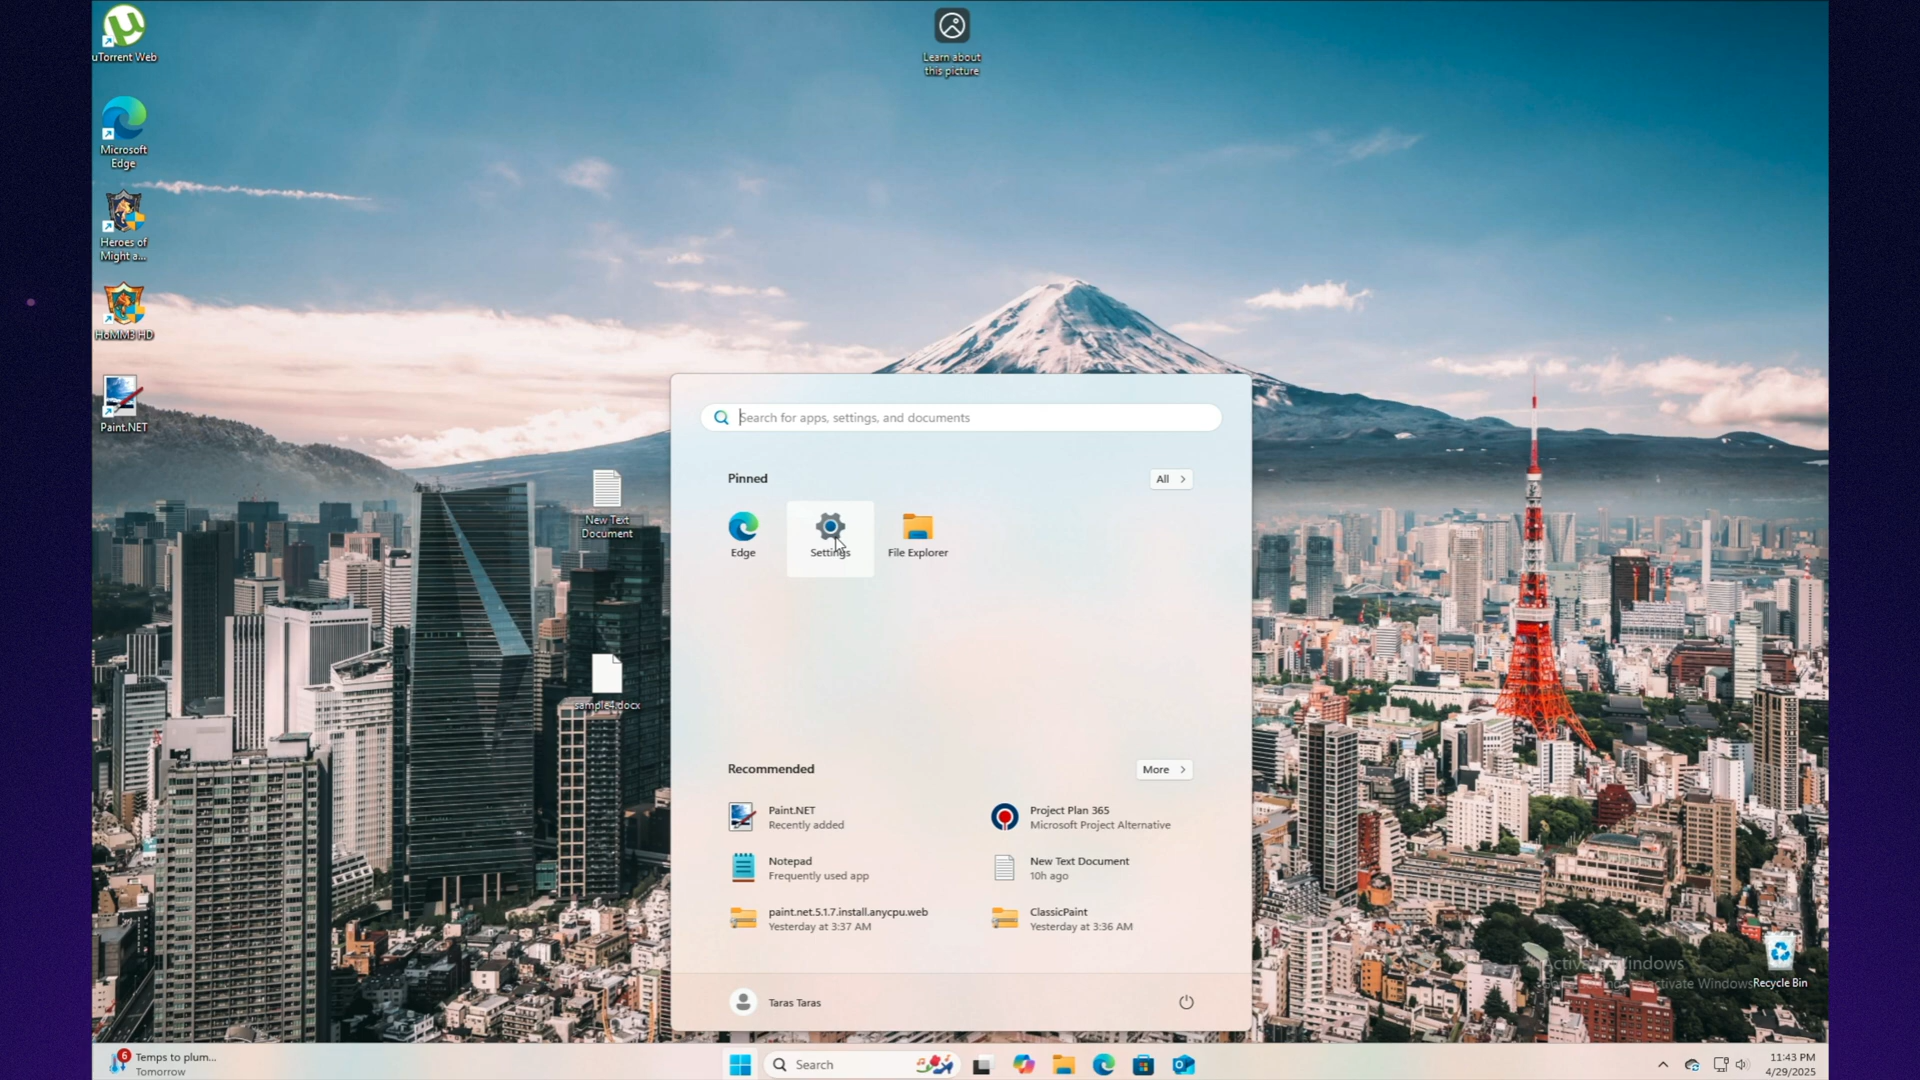 uTorrent Web
Learn about
this picture
Microsoft
Edge
Heroes of
Might a...
HoMM3 HD
Paint.NET
New Text
Document
sample4.docx
Search for apps, settings, and documents
Pinned
All
Edge
Settings
File Explorer
Recommended
More
Paint.NET
Recently added
Project Plan 365
Microsoft Project Alternative
Notepad
Frequently used app
New Text Document
10h ago
paint.net.5.1.7.install.anycpu.web
Yesterday at 3:37 AM
ClassicPaint
Yesterday at 3:36 AM
Taras Taras
Activate Windows
activate Windows
Recycle Bin
6
Temps to plum...
Tomorrow
Search
11:43 PM
4/29/2025